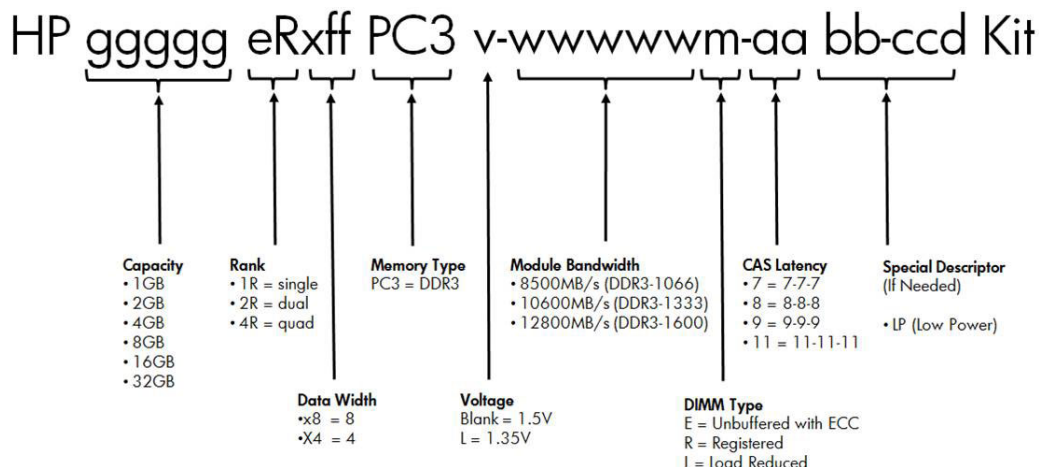 HP ggggg eRxff PC3 v-wwwwwm-aa bb-ccd Kit
Capacity
• 1GB
• 2GB
• 4GB
• 8GB
• 16GB
• 32GB
Rank
• 1R = single
• 2R = dual
• 4R = quad
Memory Type
PC3 = DDR3
Module Bandwidth
• 8500MB/s (DDR3-1066)
• 10600MB/s (DDR3-1333)
• 12800MB/s (DDR3-1600)
CAS Latency
• 7 = 7-7-7
• 8 = 8-8-8
• 9 = 9-9-9
• 11 = 11-11-11
Special Descriptor
(If Needed)
• LP (Low Power)
Data Width
•x8 = 8
•X4 = 4
Voltage
Blank = 1.5V
L = 1.35V
DIMM Type
E = Unbuffered with ECC
R = Registered
L = Load Reduced